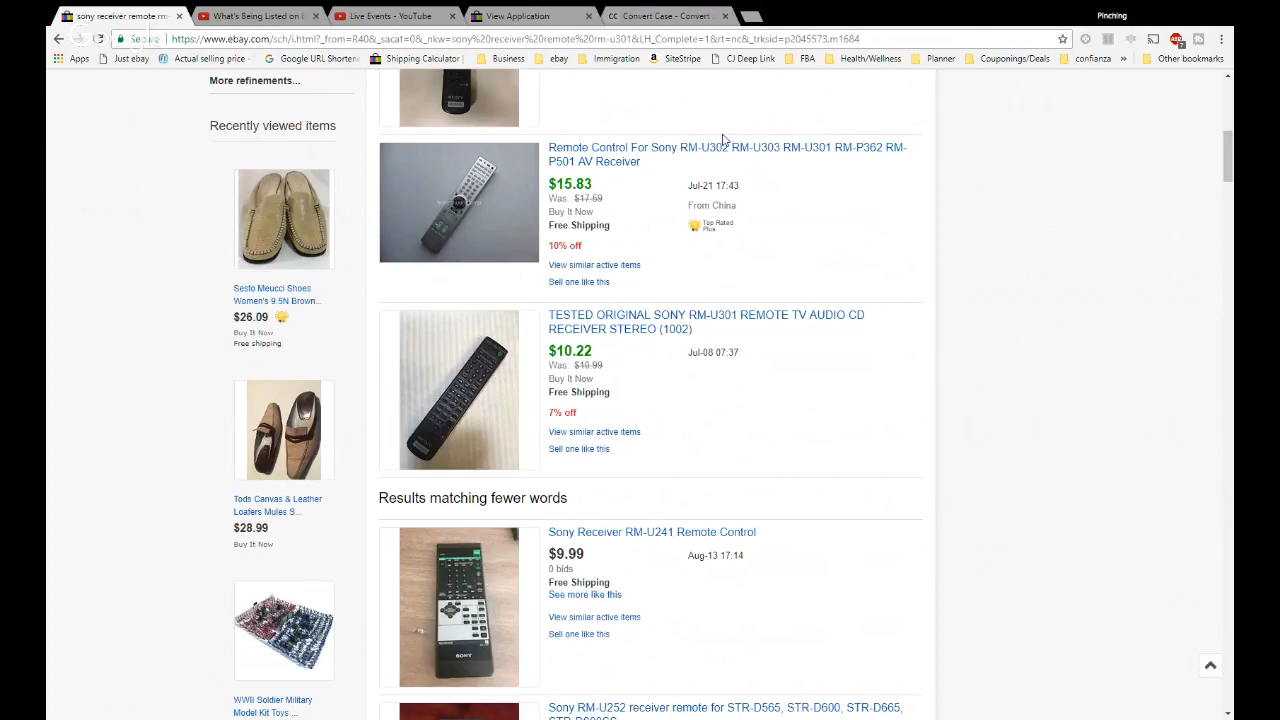 Pinching
sony receiver remote rm-
What's Being Listed on E
Live Events - YouTube
View Application
CC Convert Case - Convert
Secure https://www.ebay.com/sch/i.html?_from=R40&_sacat=0&_nkw=sony%20receiver%20remote%20rm-u301&LH_Complete=1&rt=nc&_trksid=p2045573.m1684
Apps Just ebay Actual selling price - Google URL Shorten Shipping Calculator | Business ebay Immigration SiteStripe CJ Deep Link FBA Health/Wellness Planner Coupons/Deals confianza » Other bookmarks
More refinements...
Recently viewed items
Sesto Meucci Shoes
Women's 9.5N Brown...
$26.09
Buy It Now
Free shipping
Tods Canvas & Leather
Loafers Mules S...
$28.99
Buy It Now
WWII Soldier Military
Model Kit Toys ...
SONY
Remote Control For Sony RM-U302 RM-U303 RM-U301 RM-P362 RM-
P501 AV Receiver
$15.83 Jul-21 17:43
Was: $17.59
From China
Buy It Now
Top Rated
Plus
Free Shipping
10% off
View similar active items
Sell one like this
TESTED ORIGINAL SONY RM-U301 REMOTE TV AUDIO CD
RECEIVER STEREO (1002)
$10.22 Jul-08 07:37
Was: $10.99
Buy It Now
Free Shipping
7% off
View similar active items
Sell one like this
Results matching fewer words
Sony Receiver RM-U241 Remote Control
$9.99 Aug-13 17:14
0 bids
Free Shipping
See more like this
View similar active items
Sell one like this
SONY
Sony RM-U252 receiver remote for STR-D565, STR-D600, STR-D665,